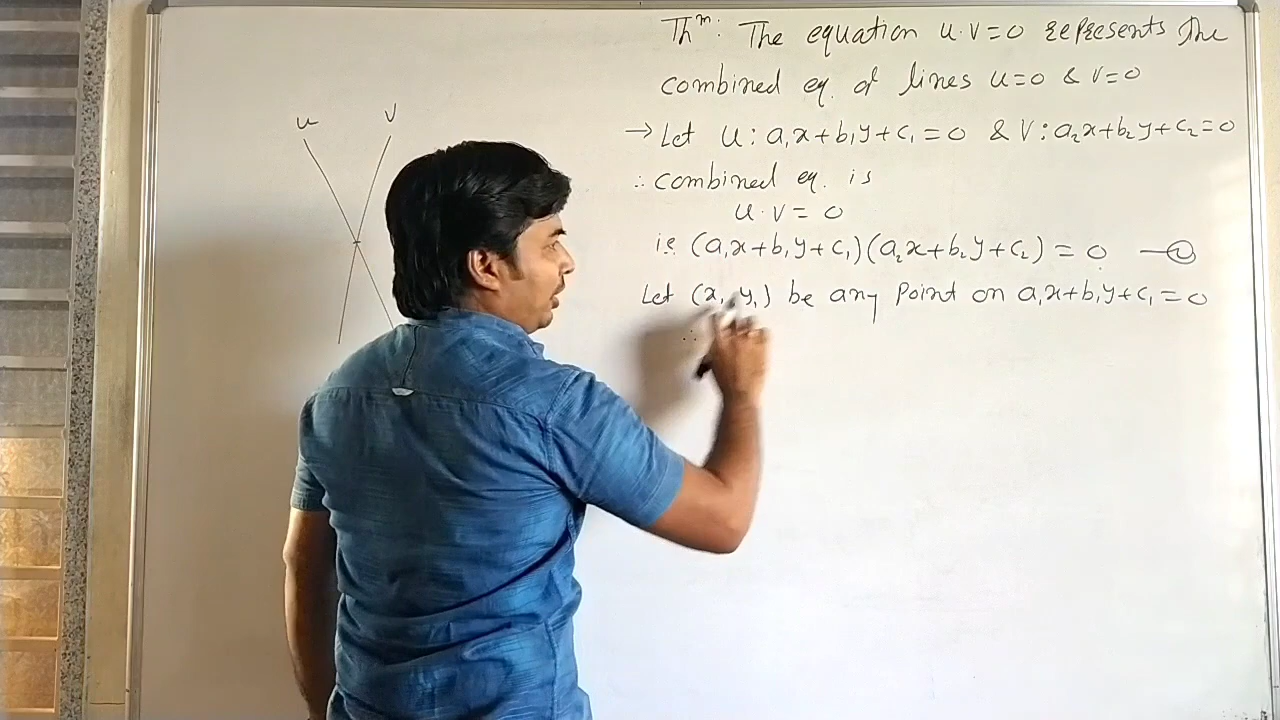 Thᵐ: The equation u·v=0 represents the
combined eq. of lines u=0 & v=0
→ Let u: a₁x+b₁y+c₁=0 & v: a₂x+b₂y+c₂=0
∴ combined eq. is
u·v=0
i.e. (a₁x+b₁y+c₁)(a₂x+b₂y+c₂)=0 —①
Let (x₁, y₁) be any point on a₁x+b₁y+c₁=0
∴
u v